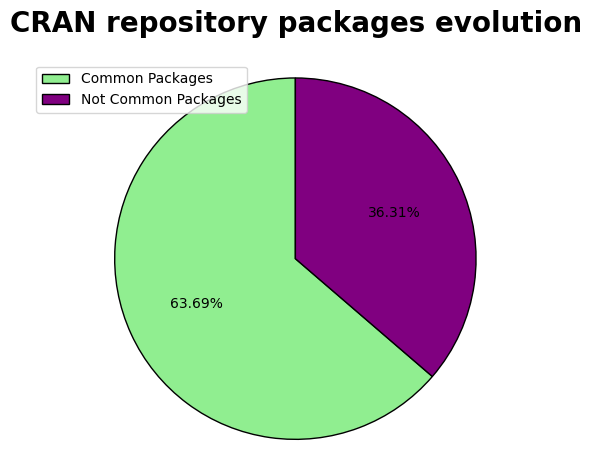 CRAN repository packages evolution
Common Packages
Not Common Packages
36.31%
63.69%